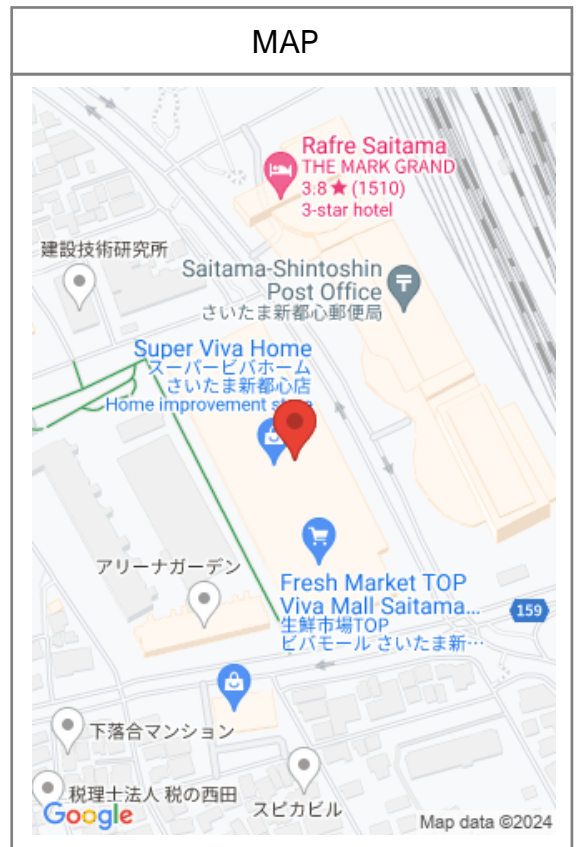 MAP
Rafre Saitama
THE MARK GRAND
3.8★(1510)
3-star hotel
建設技術研究所
Saitama-Shintoshin
Post Office
さいたま新都心郵便局
Super Viva Home
スーパービバホーム
さいたま新都心店
Home improvement store
アリーナガーデン
Fresh Market TOP
Viva Mall Saitama...
生鮮市場TOP
ビバモール さいたま新…
159
下落合マンション
税理士法人 税の西田
スピカビル
Google
Map data ©2024